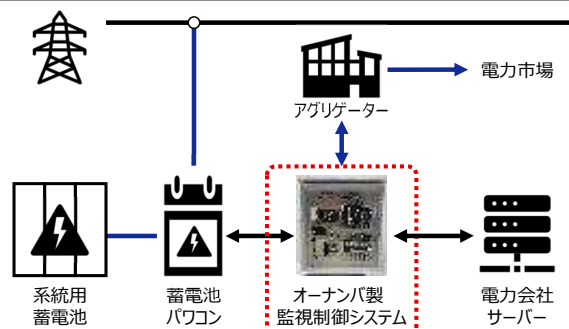 電力市場
アグリゲーター
系統用
蓄電池
蓄電池
パワコン
オーナンバ製
監視制御システム
電力会社
サーバー